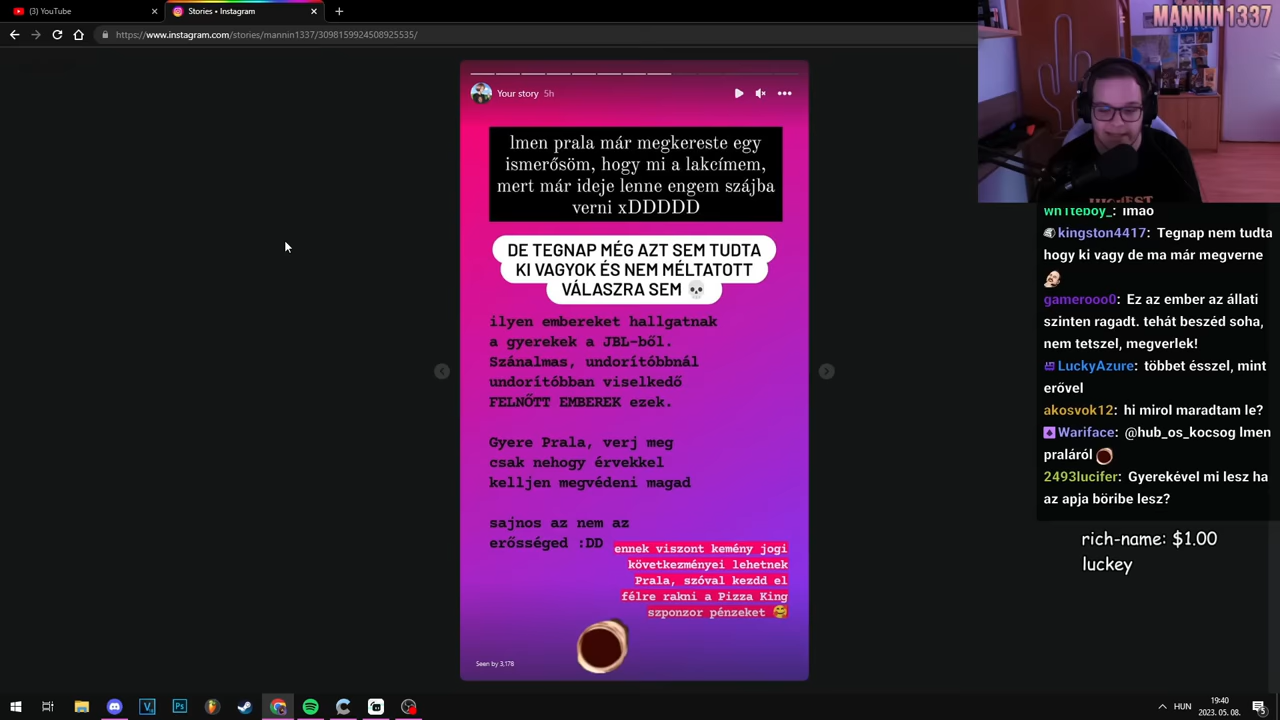 (3) YouTube
Stories • Instagram
https://www.instagram.com/stories/mannin1337/3098159924508925535/
MANNIN1337
Your story 5h
lmen prala már megkereste egy
ismerősöm, hogy mi a lakcímem,
mert már ideje lenne engem szájba
verni xDDDDD
DE TEGNAP MÉG AZT SEM TUDTA
KI VAGYOK ÉS NEM MÉLTATOTT
VÁLASZRA SEM 💀
ilyen embereket hallgatnak
a gyerekek a JBL-ből.
Szánalmas, undorítóbbnál
undorítóbban viselkedő
FELNŐTT EMBEREK ezek.
Gyere Prala, verj meg
csak nehogy érvekkel
kelljen megvédeni magad
sajnos az nem az
erősséged :DD
ennek viszont kemény jogi
következményei lehetnek
Prala, szóval kezdd el
félre rakni a Pizza King
szponzor pénzeket 🥰
Seen by 3,176
wh1teboy_: lmao
kingston4417: Tegnap nem tudta
hogy ki vagy de ma már megverne
gamerooo0: Ez az ember az állati
szinten ragadt. tehát beszéd soha,
nem tetszel, megverlek!
LuckyAzure: többet ésszel, mint
erővel
akosvok12: hi mirol maradtam le?
Wariface: @hub_os_kocsog lmen
praláról
2493lucifer: Gyerekével mi lesz ha
az apja böribe lesz?
rich-name: $1.00
luckey
HUN
19:40
2023. 05. 08.